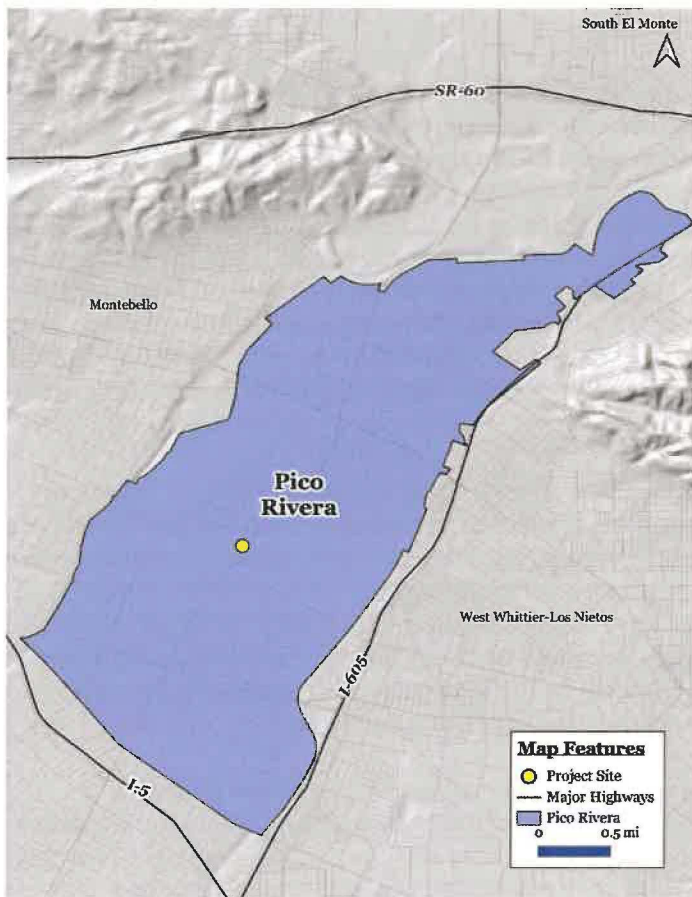 South El Monte
SR-60
Montebello
Pico
Rivera
West Whittier-Los Nietos
I-605
I-5
Map Features
Project Site
Major Highways
Pico Rivera
0 0.5 mi